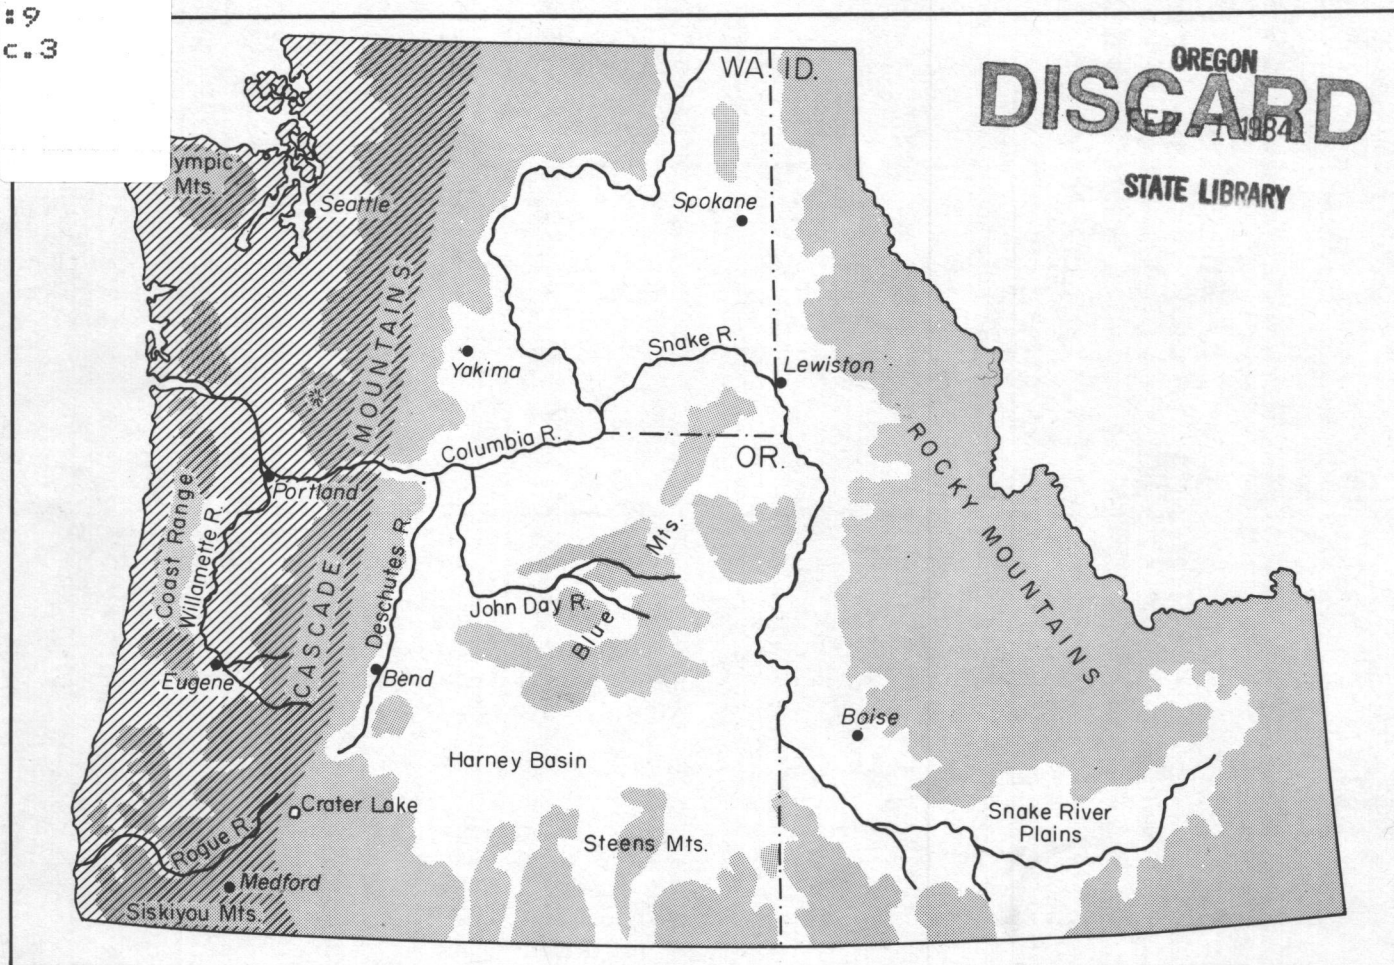 :9
c.3
OREGON
DISCARD
FEB - 1 1984
STATE LIBRARY
WA.
ID.
ympic
Mts.
Seattle
Spokane
CASCADE MOUNTAINS
Yakima
Snake R.
Lewiston
Columbia R.
OR.
ROCKY MOUNTAINS
Portland
Coast Range
Willamette R.
Deschutes R.
John Day R.
Blue Mts.
Eugene
Bend
Boise
Harney Basin
Crater Lake
Snake River
Plains
Steens Mts.
Rogue R.
Medford
Siskiyou Mts.